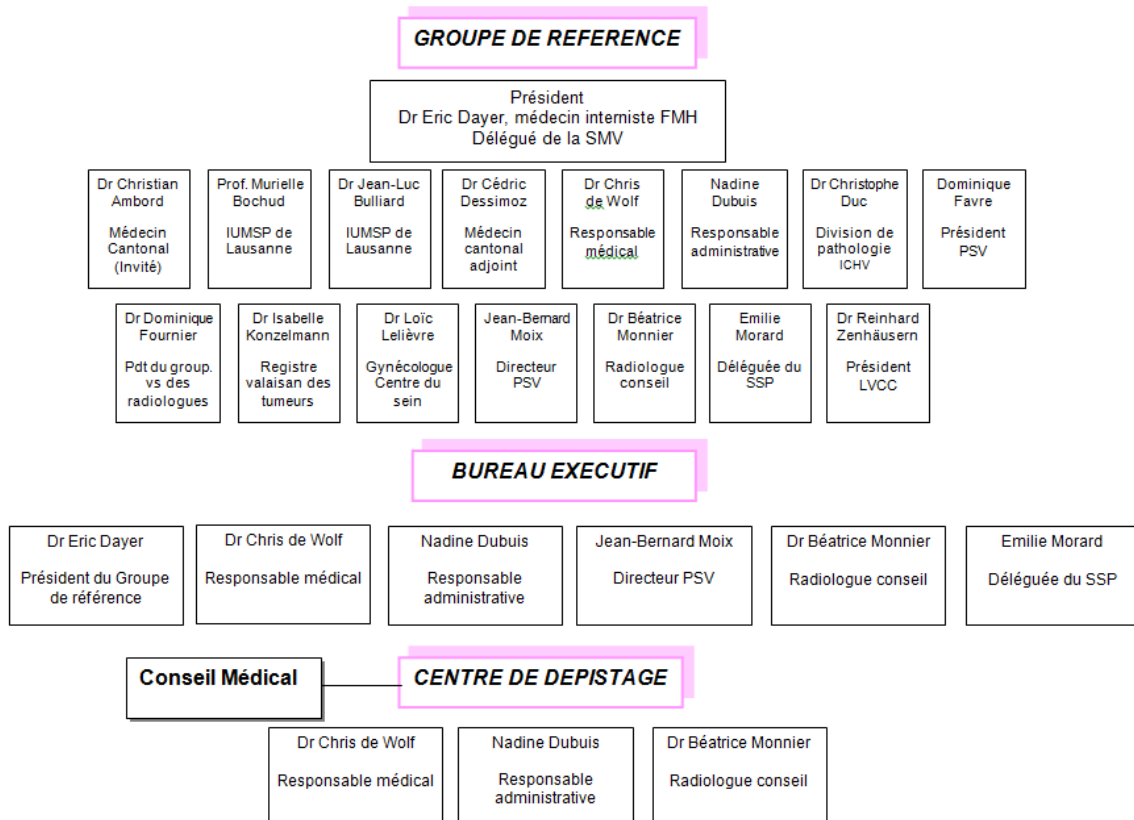 GROUPE DE REFERENCE
Président
Dr Eric Dayer, médecin interniste FMH
Délégué de la SMV
Dr Christian
Ambord
Médecin
Cantonal
(Invité)
Prof. Murielle
Bochud
IUMSP de
Lausanne
Dr Jean-Luc
Bulliard
IUMSP de
Lausanne
Dr Cédric
Dessimoz
Médecin
cantonal
adjoint
Dr Chris
de Wolf
Responsable
médical
Nadine
Dubuis
Responsable
administrative
Dr Christophe
Duc
Division de
pathologie
ICHV
Dominique
Favre
Président
PSV
Dr Dominique
Fournier
Pdt du group.
vs des
radiologues
Dr Isabelle
Konzelmann
Registre
valaisan des
tumeurs
Dr Loïc
Lelièvre
Gynécologue
Centre du
sein
Jean-Bernard
Moix
Directeur
PSV
Dr Béatrice
Monnier
Radiologue
conseil
Emilie
Morard
Déléguée du
SSP
Dr Reinhard
Zenhäusern
Président
LVCC
BUREAU EXECUTIF
Dr Eric Dayer
Président du Groupe
de référence
Dr Chris de Wolf
Responsable médical
Nadine Dubuis
Responsable
administrative
Jean-Bernard Moix
Directeur PSV
Dr Béatrice Monnier
Radiologue conseil
Emilie Morard
Déléguée du SSP
Conseil Médical
CENTRE DE DEPISTAGE
Dr Chris de Wolf
Responsable médical
Nadine Dubuis
Responsable
administrative
Dr Béatrice Monnier
Radiologue conseil